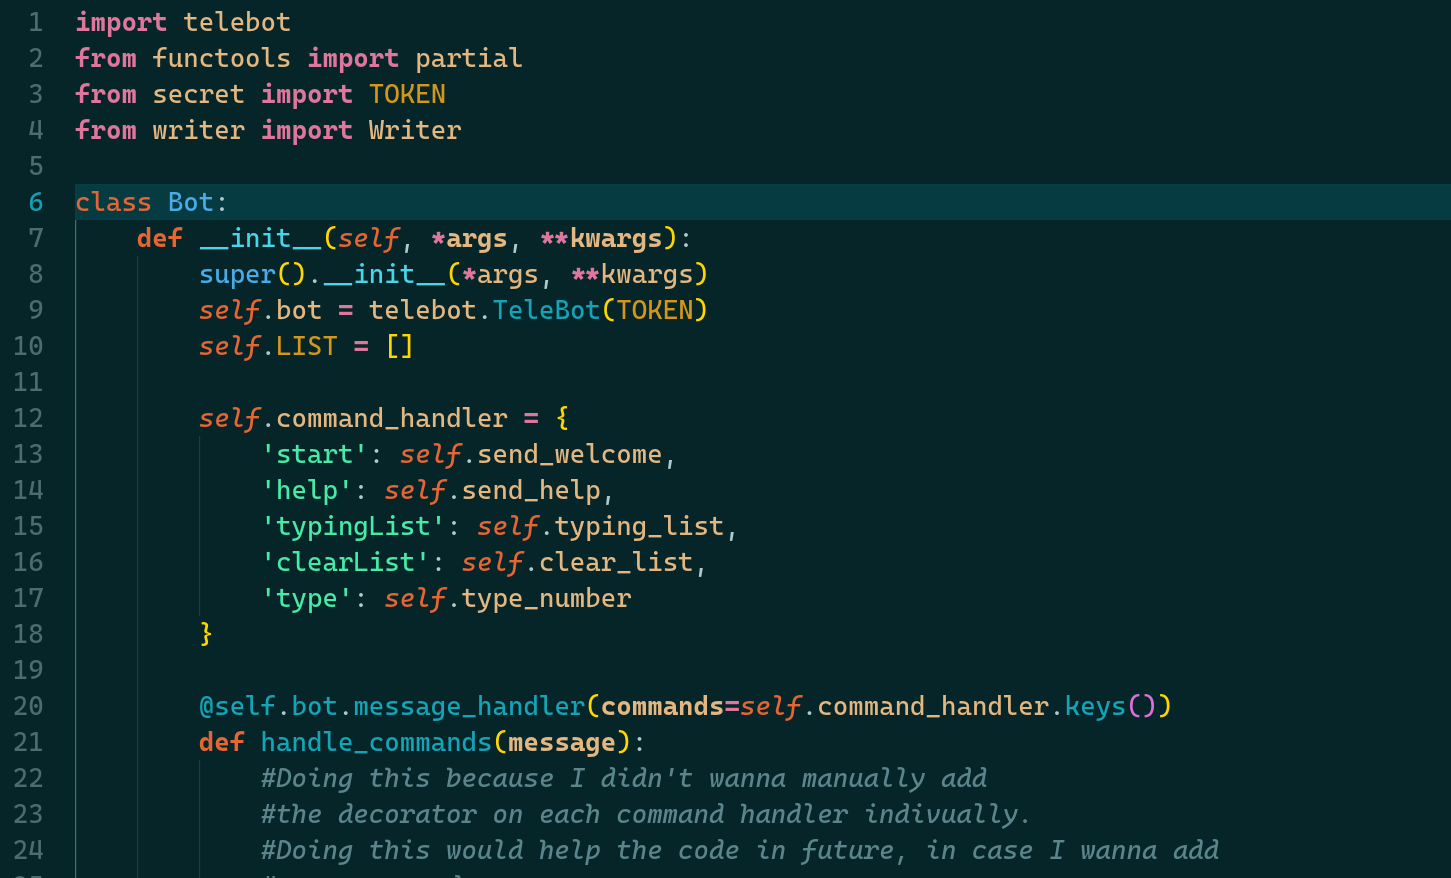 1 import telebot
2 from functools import partial
3 from secret import TOKEN
4 from writer import Writer
5
6 class Bot:
7     def __init__(self, *args, **kwargs):
8         super().__init__(*args, **kwargs)
9         self.bot = telebot.TeleBot(TOKEN)
10         self.LIST = []
11
12         self.command_handler = {
13             'start': self.send_welcome,
14             'help': self.send_help,
15             'typingList': self.typing_list,
16             'clearList': self.clear_list,
17             'type': self.type_number
18         }
19
20         @self.bot.message_handler(commands=self.command_handler.keys())
21         def handle_commands(message):
22             #Doing this because I didn't wanna manually add
23             #the decorator on each command handler indivually.
24             #Doing this would help the code in future, in case I wanna add